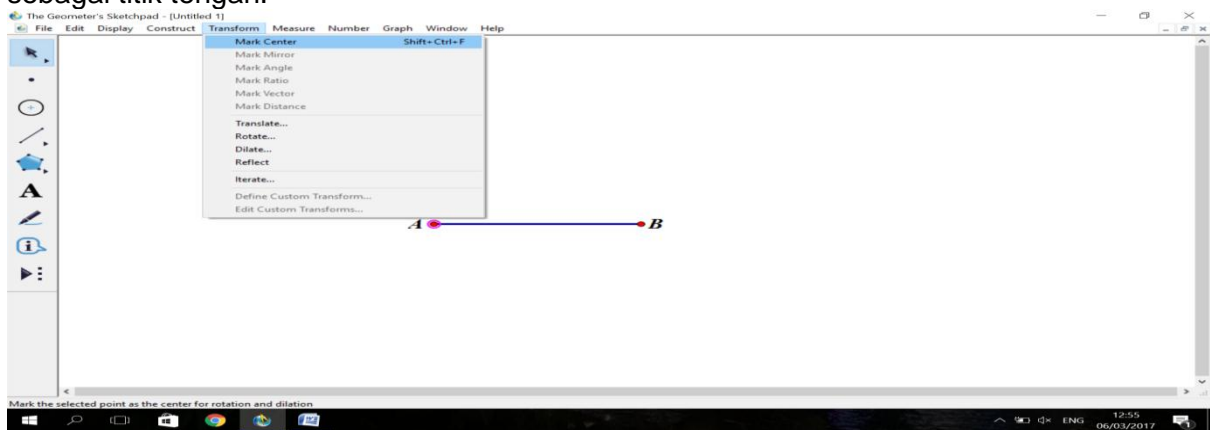 sebagai titik tengah.
The Geometer's Sketchpad - [Untitled 1]
File Edit Display Construct Transform Measure Number Graph Window Help
Mark Center Shift+Ctrl+F
Mark Mirror
Mark Angle
Mark Ratio
Mark Vector
Mark Distance
Translate...
Rotate...
Dilate...
Reflect
Iterate...
Define Custom Transform...
Edit Custom Transforms...
A B
A
Mark the selected point as the center for rotation and dilation
ENG 12:55
06/03/2017